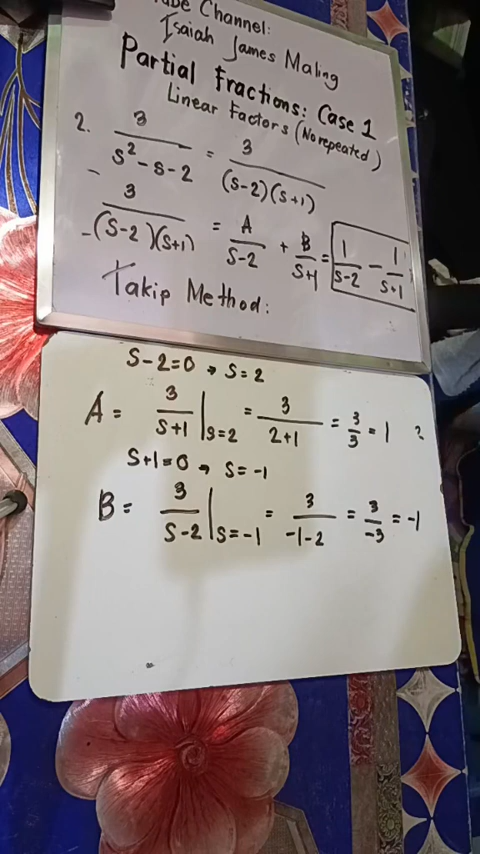 Channel:
Isaiah James Maling
Partial Fractions: Case 1
Linear Factors (No repeated)
2. 3/(s²-s-2) = 3/((s-2)(s+1))
3/((s-2)(s+1)) = A/(s-2) + B/(s+1) = 1/(s-2) - 1/(s+1)
Takip Method:
S-2=0 → S=2
A = 3/(S+1) |S=2 = 3/(2+1) = 3/3 = 1 ?
S+1=0 → S=-1
B = 3/(S-2) |S=-1 = 3/(-1-2) = 3/-3 = -1